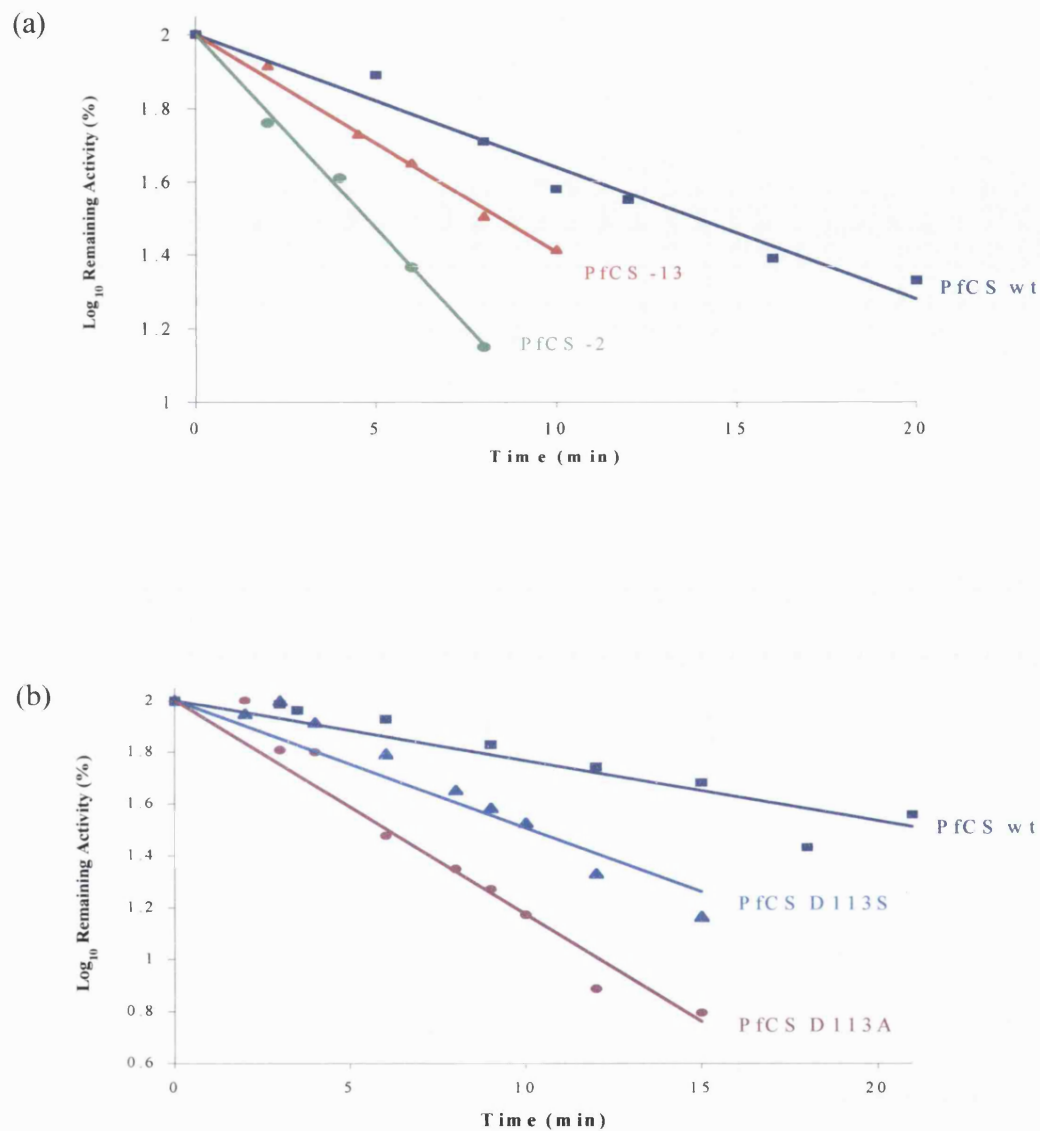 (a)
Log10 Remaining Activity (%)
2
1.8
1.6
1.4
1.2
1
0
5
10
15
20
Time (min)
PfCS wt
PfCS -13
PfCS -2
(b)
Log10 Remaining Activity (%)
2
1.8
1.6
1.4
1.2
1
0.8
0.6
0
5
10
15
20
Time (min)
PfCS wt
PfCS D113S
PfCS D113A